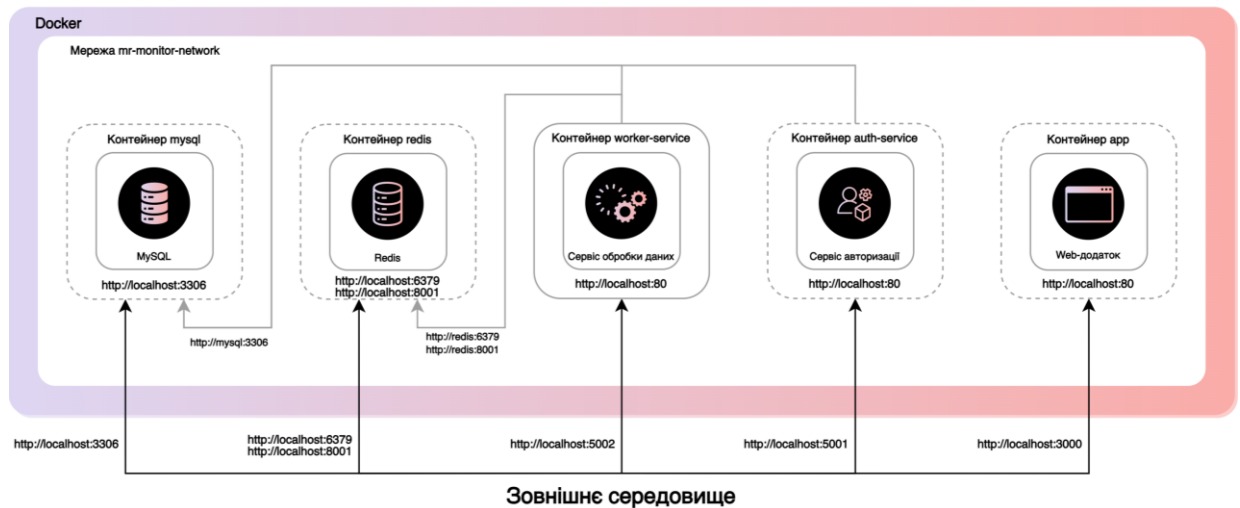 Docker
Мережа mr-monitor-network
Контейнер mysql
MySQL
http://localhost:3306
Контейнер redis
Redis
http://localhost:6379
http://localhost:8001
Контейнер worker-service
Сервіс обробки даних
http://localhost:80
Контейнер auth-service
Сервіс авторизації
http://localhost:80
Контейнер app
Web-додаток
http://localhost:80
http://mysql:3306
http://redis:6379
http://redis:8001
http://localhost:3306
http://localhost:6379
http://localhost:8001
http://localhost:5002
http://localhost:5001
http://localhost:3000
Зовнішнє середовище